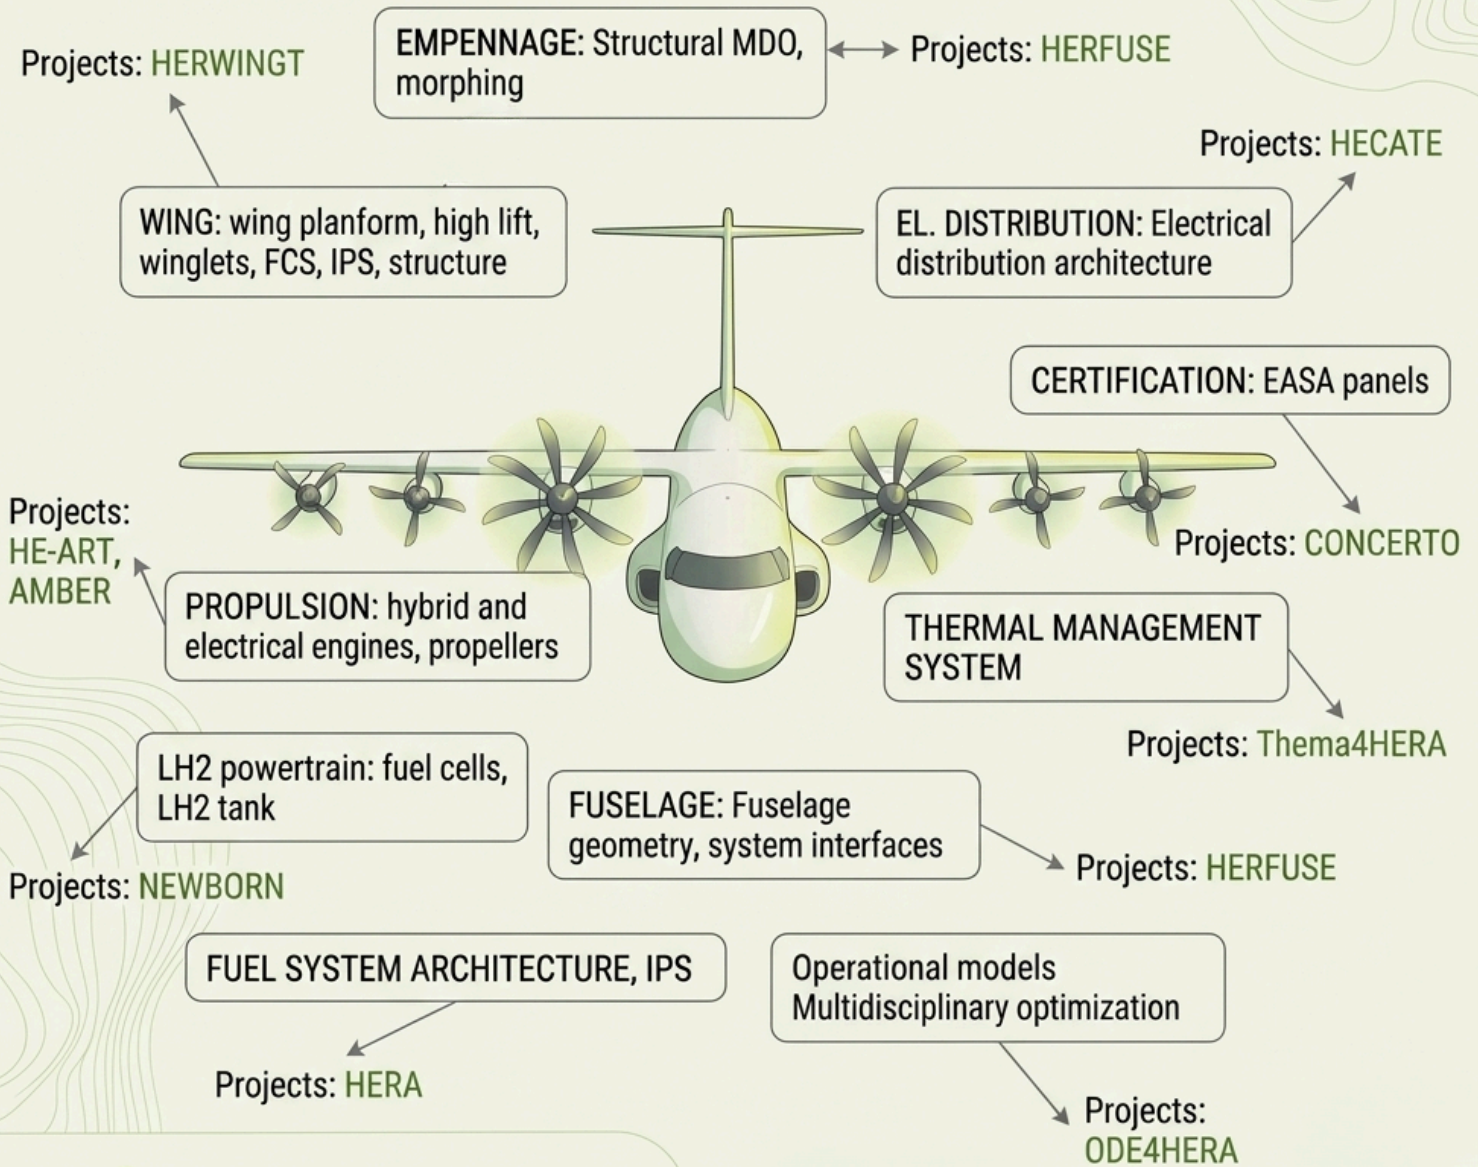 Projects: HERWINGT
EMPENNAGE: Structural MDO,
morphing
Projects: HERFUSE
Projects: HECATE
WING: wing planform, high lift,
winglets, FCS, IPS, structure
EL. DISTRIBUTION: Electrical
distribution architecture
CERTIFICATION: EASA panels
Projects: CONCERTO
Projects:
HE-ART,
AMBER
PROPULSION: hybrid and
electrical engines, propellers
THERMAL MANAGEMENT
SYSTEM
Projects: Thema4HERA
LH2 powertrain: fuel cells,
LH2 tank
Projects: NEWBORN
FUSELAGE: Fuselage
geometry, system interfaces
Projects: HERFUSE
FUEL SYSTEM ARCHITECTURE, IPS
Projects: HERA
Operational models
Multidisciplinary optimization
Projects:
ODE4HERA